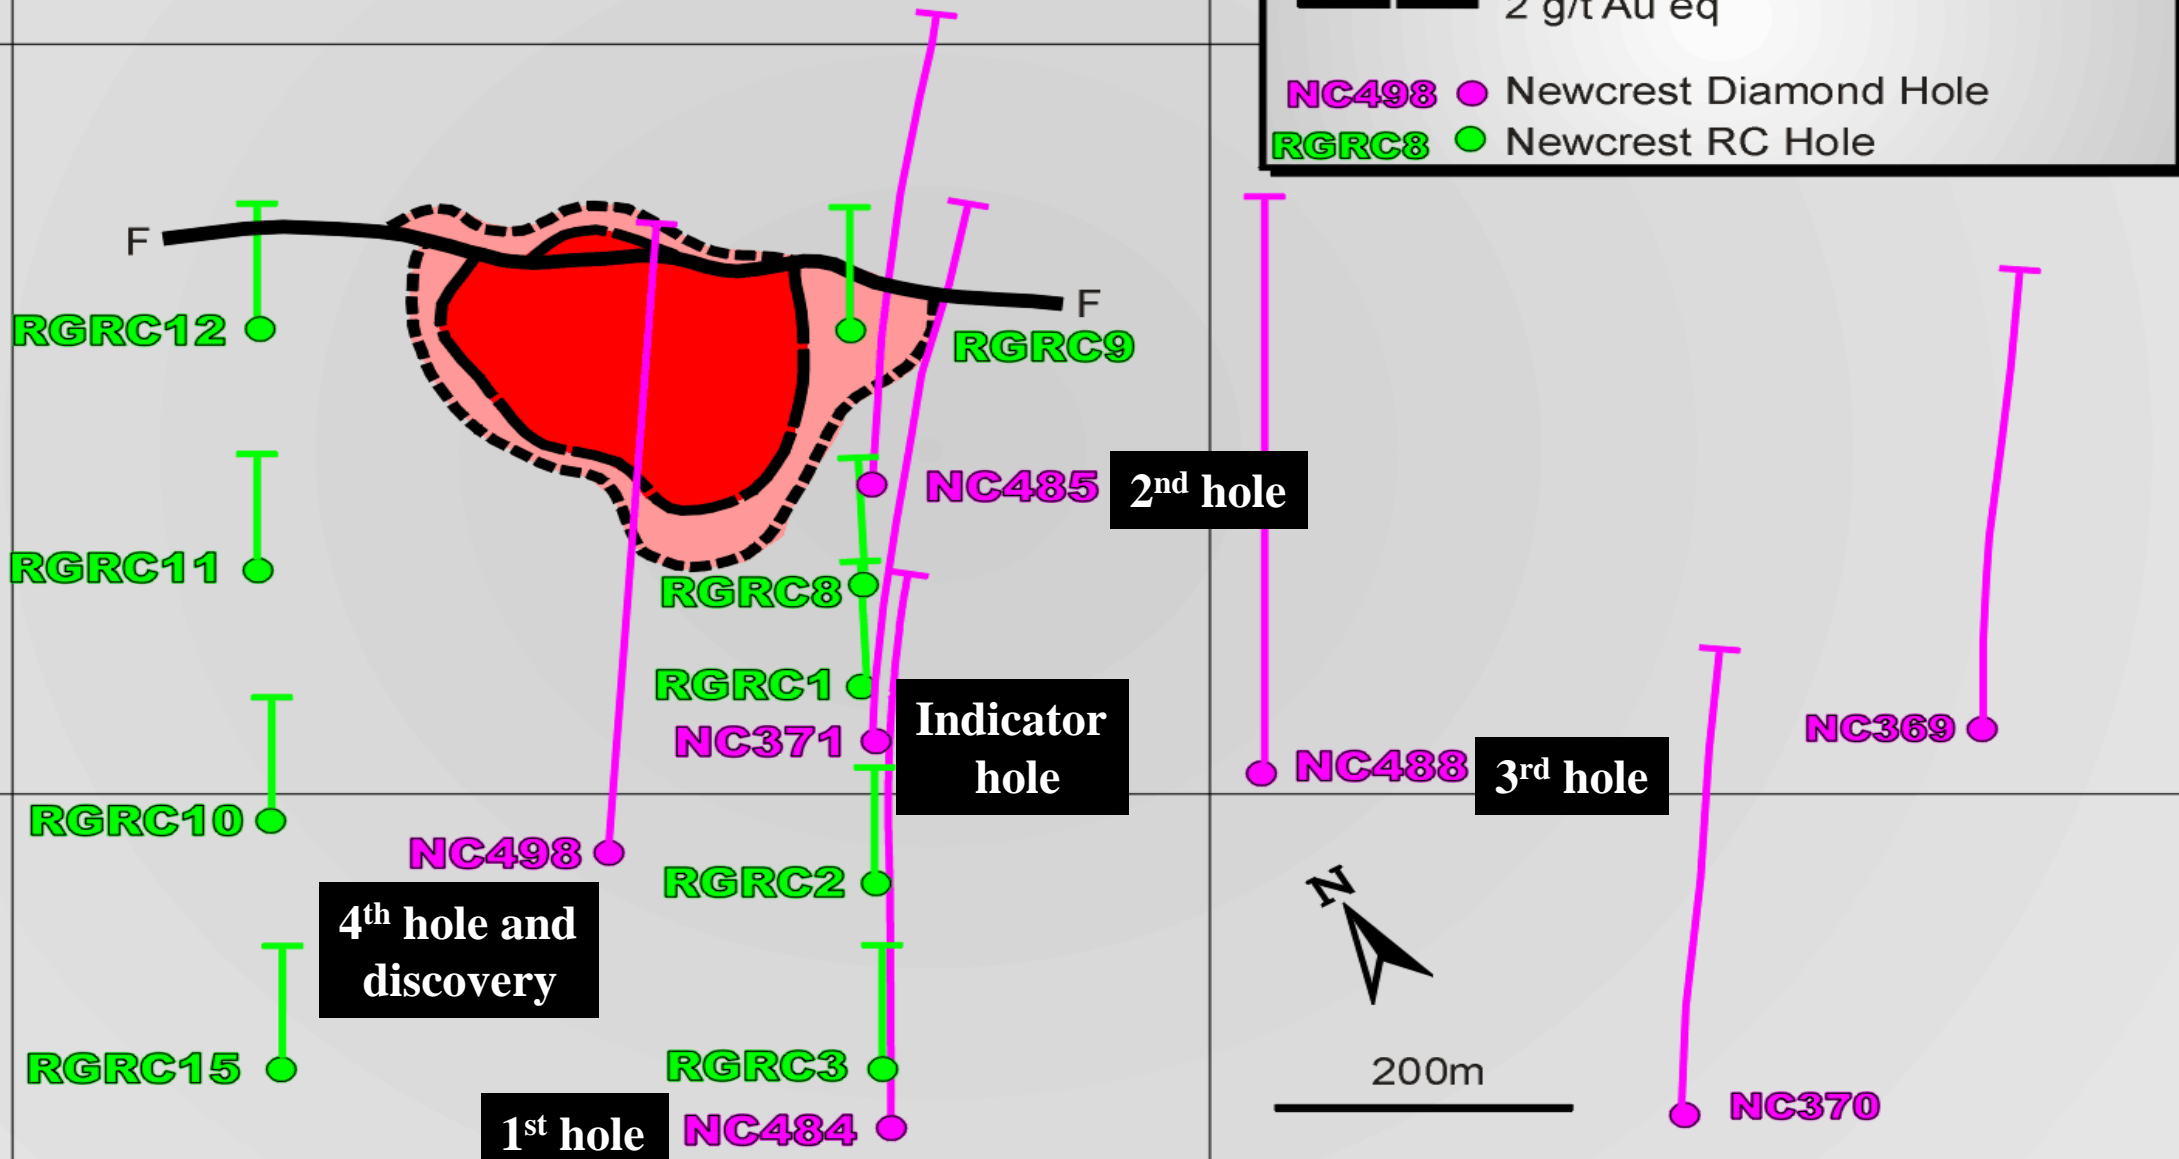 2 g/t Au eq
NC498 Newcrest Diamond Hole
RGRC8 Newcrest RC Hole
F
F
RGRC12
RGRC9
NC485
2nd hole
RGRC11
RGRC8
RGRC1
NC371
Indicator
hole
NC369
NC488
3rd hole
RGRC10
NC498
RGRC2
N
4th hole and
discovery
RGRC15
RGRC3
200m
1st hole
NC484
NC370